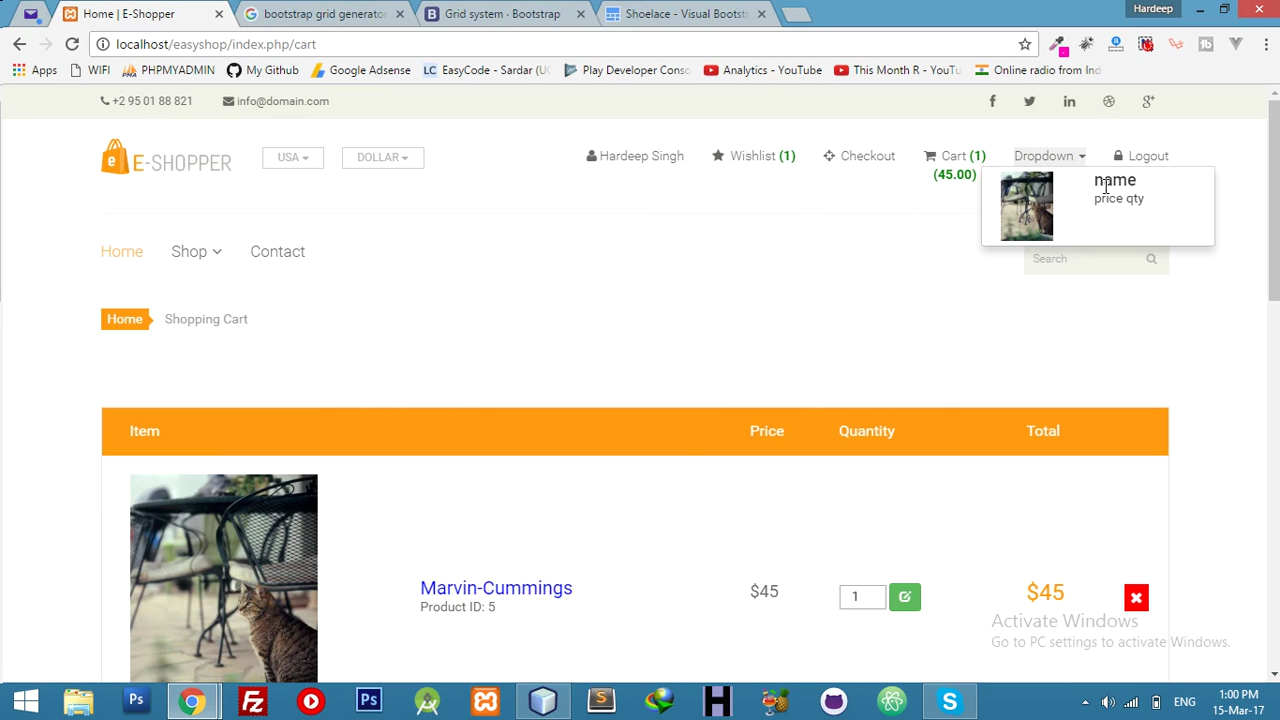 Home | E-Shopper
bootstrap grid generator
Grid system · Bootstrap
Shoelace - Visual Bootst
Hardeep
localhost/easyshop/index.php/cart
Apps
WIFI
PHPMYADMIN
My Github
Google Adsense
LC EasyCode - Sardar (U
Play Developer Cons
Analytics - YouTube
This Month R - YouTu
Online radio from Ind
+2 95 01 88 821
info@domain.com
E-SHOPPER
USA
DOLLAR
Hardeep Singh
Wishlist (1)
Checkout
Cart (1)
(45.00)
Dropdown
Logout
name
price qty
Home
Shop
Contact
Search
Home
Shopping Cart
Item
Price
Quantity
Total
Marvin-Cummings
Product ID: 5
$45
1
$45
Activate Windows
Go to PC settings to activate Windows.
ENG
1:00 PM
15-Mar-17